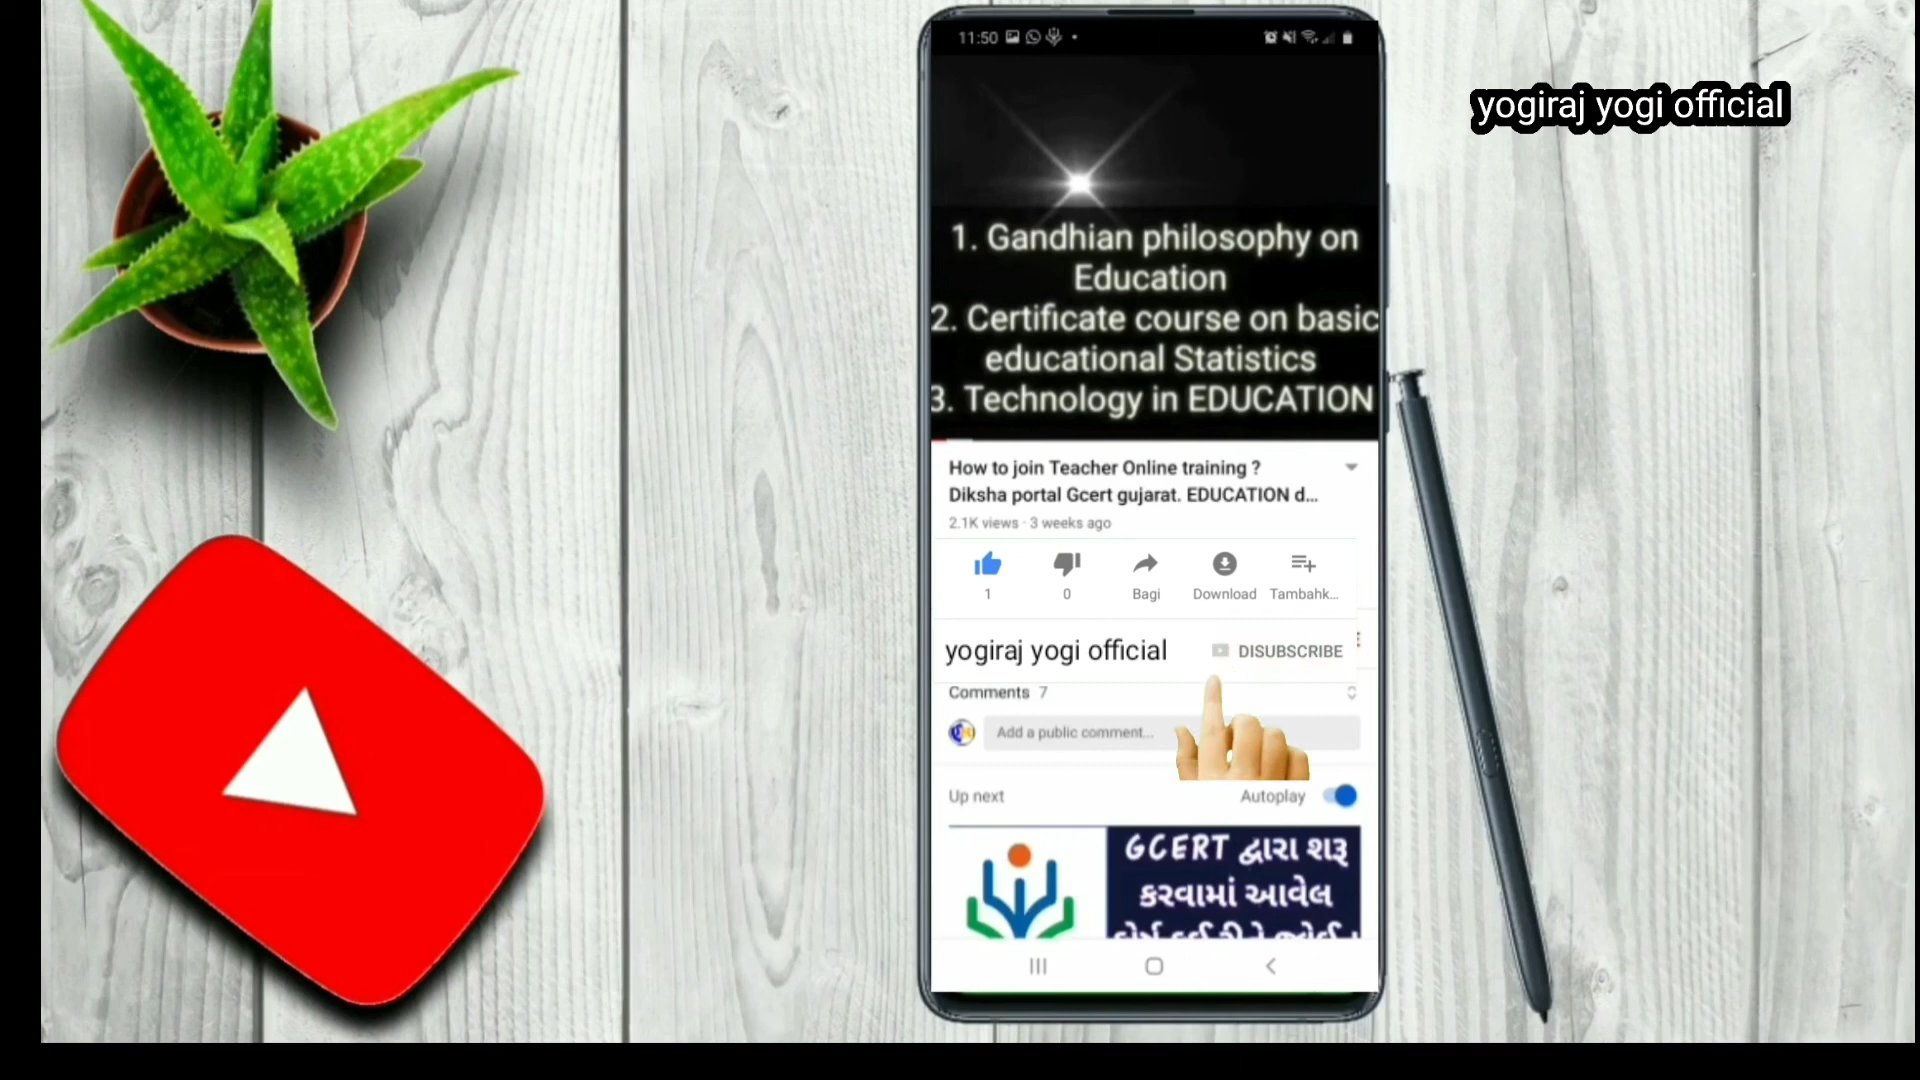 11:50
yogiraj yogi official
1. Gandhian philosophy on
Education
2. Certificate course on basic
educational Statistics
3. Technology in EDUCATION
How to join Teacher Online training ?
Diksha portal Gcert gujarat. EDUCATION d...
2.1K views · 3 weeks ago
1
0
Bagi
Download
Tambahk...
yogiraj yogi official
DISUBSCRIBE
Comments 7
Add a public comment...
Up next
Autoplay
GCERT દ્વારા શરૂ
કરવામાં આવેલ